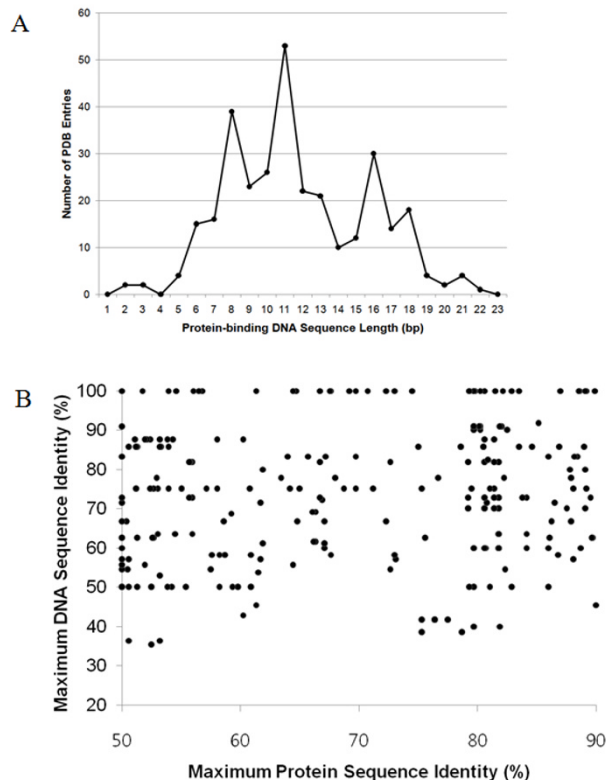 A
60
50
40
30
20
10
0
Number of PDB Entries
1 2 3 4 5 6 7 8 9 10 11 12 13 14 15 16 17 18 19 20 21 22 23
Protein-binding DNA Sequence Length (bp)
B
100
90
80
70
60
50
40
30
20
Maximum DNA Sequence Identity (%)
50 60 70 80 90
Maximum Protein Sequence Identity (%)